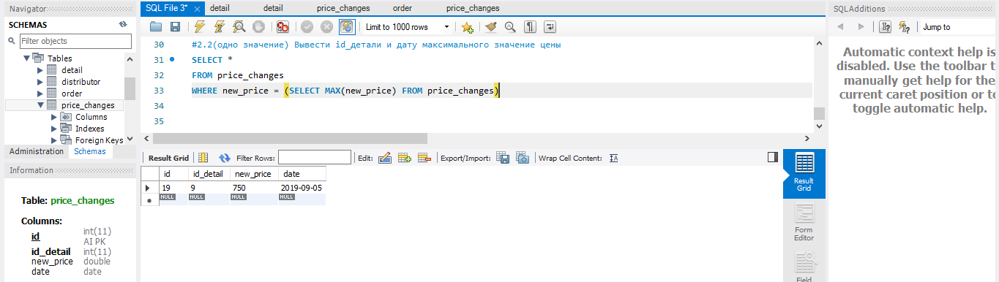 Navigator
SCHEMAS
Filter objects
Tables
detail
distributor
order
price_changes
Columns
Indexes
Foreign Keys
Administration Schemas
Information
Table: price_changes
Columns:
id int(11)
AI PK
id_detail int(11)
new_price double
date date
SQL File 3* detail detail price_changes order price_changes
Limit to 1000 rows
30 #2.2(одно значение) Вывести id_детали и дату максимального значение цены
31 SELECT *
32 FROM price_changes
33 WHERE new_price = (SELECT MAX(new_price) FROM price_changes)
34
35
Result Grid Filter Rows: Edit: Export/Import: Wrap Cell Content:
id id_detail new_price date
19 9 750 2019-09-05
NULL NULL NULL NULL
Result
Grid
Form
Editor
Field
SQLAdditions
Jump to
Automatic context help is
disabled. Use the toolbar t
manually get help for the
current caret position or to
toggle automatic help.